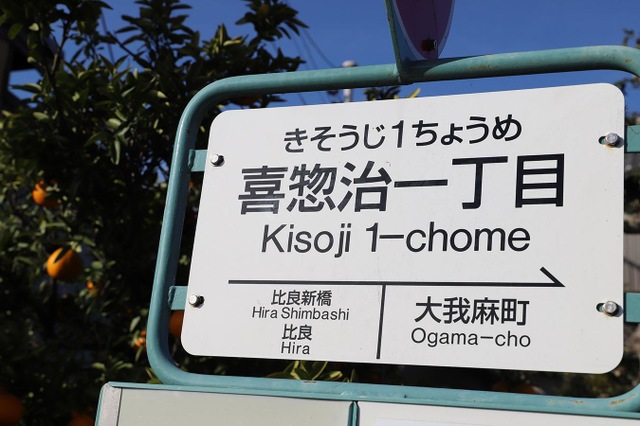 きそうじ1ちょうめ
喜惣治一丁目
Kisoji 1-chome
比良新橋
Hira Shimbashi
比良
Hira
大我麻町
Ogama-cho